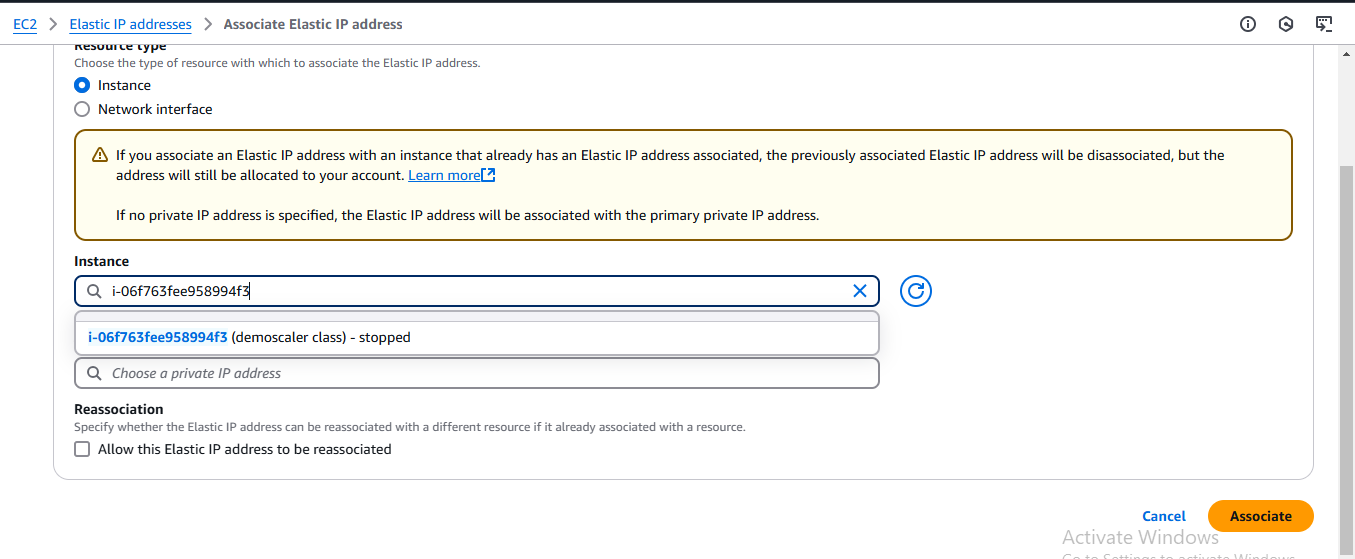 EC2 > Elastic IP addresses > Associate Elastic IP address
Resource type
Choose the type of resource with which to associate the Elastic IP address.
Instance
Network interface
If you associate an Elastic IP address with an instance that already has an Elastic IP address associated, the previously associated Elastic IP address will be disassociated, but the
address will still be allocated to your account. Learn more
If no private IP address is specified, the Elastic IP address will be associated with the primary private IP address.
Instance
i-06f763fee958994f3
i-06f763fee958994f3 (demoscaler class) - stopped
Choose a private IP address
Reassociation
Specify whether the Elastic IP address can be reassociated with a different resource if it already associated with a resource.
Allow this Elastic IP address to be reassociated
Cancel
Associate
Activate Windows
Go to Settings to activate Windows.